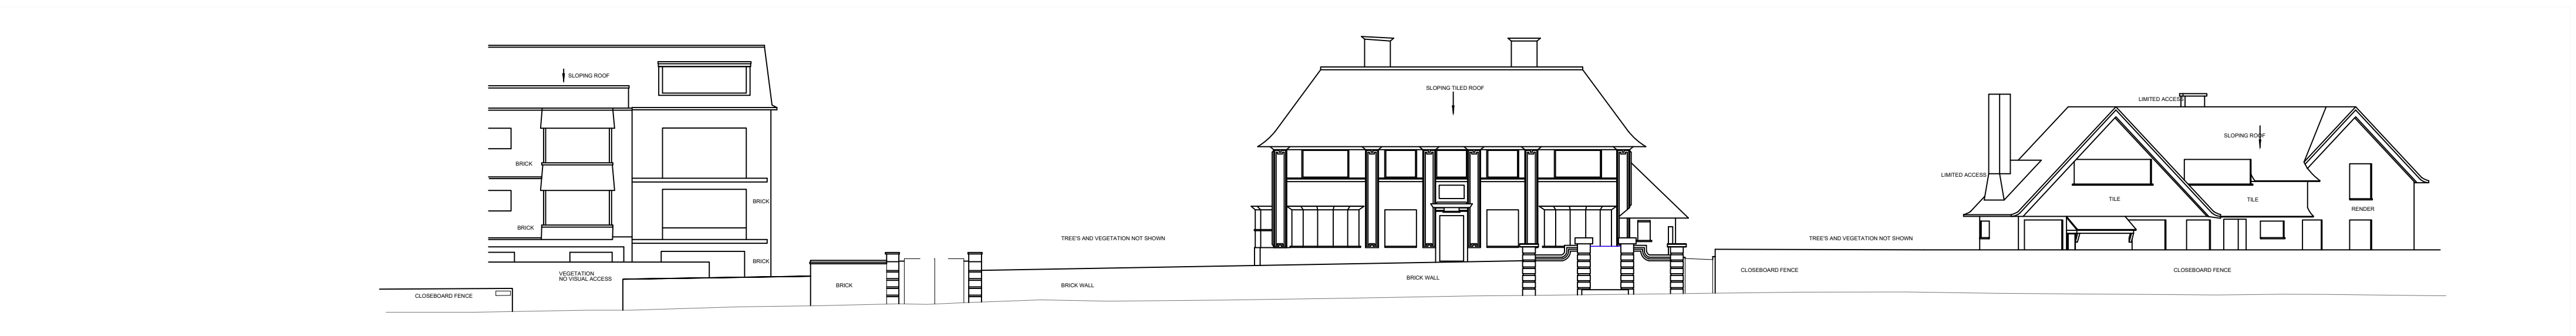 SLOPING ROOF
BRICK
BRICK
BRICK
BRICK
VEGETATION
NO VISUAL ACCESS
CLOSEBOARD FENCE
BRICK
BRICK WALL
TREE'S AND VEGETATION NOT SHOWN
SLOPING TILED ROOF
BRICK WALL
CLOSEBOARD FENCE
TREE'S AND VEGETATION NOT SHOWN
LIMITED ACCESS
LIMITED ACCESS
SLOPING ROOF
TILE
TILE
RENDER
CLOSEBOARD FENCE